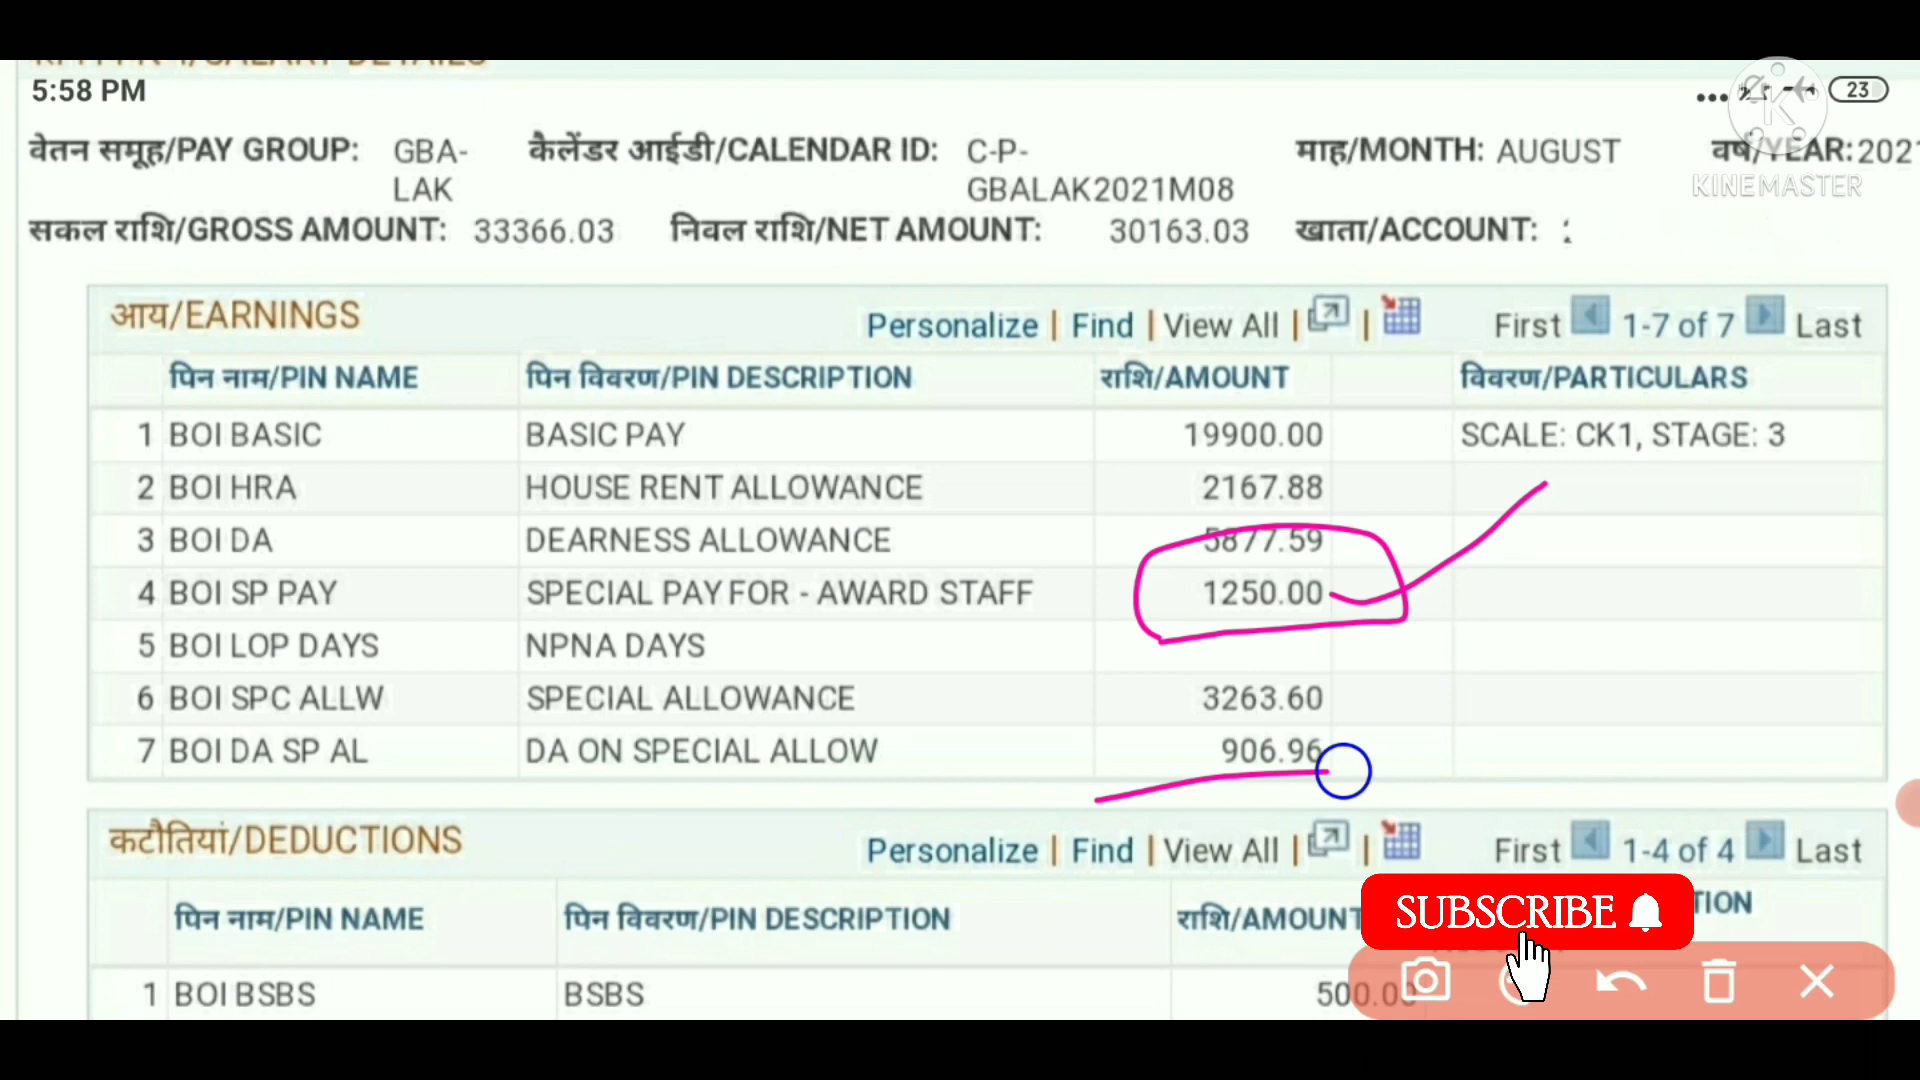 5:58 PM
23
वेतन समूह/PAY GROUP: GBA-LAK कैलेंडर आईडी/CALENDAR ID: C-P-GBALAK2021M08 माह/MONTH: AUGUST वर्ष/YEAR: 202
KINEMASTER
सकल राशि/GROSS AMOUNT: 33366.03 निवल राशि/NET AMOUNT: 30163.03 खाता/ACCOUNT:
आय/EARNINGS Personalize | Find | View All | | First 1-7 of 7 Last
पिन नाम/PIN NAME पिन विवरण/PIN DESCRIPTION राशि/AMOUNT विवरण/PARTICULARS
1 BOI BASIC BASIC PAY 19900.00 SCALE: CK1, STAGE: 3
2 BOI HRA HOUSE RENT ALLOWANCE 2167.88
3 BOI DA DEARNESS ALLOWANCE 5877.59
4 BOI SP PAY SPECIAL PAY FOR - AWARD STAFF 1250.00
5 BOI LOP DAYS NPNA DAYS
6 BOI SPC ALLW SPECIAL ALLOWANCE 3263.60
7 BOI DA SP AL DA ON SPECIAL ALLOW 906.96
कटौतियां/DEDUCTIONS Personalize | Find | View All | | First 1-4 of 4 Last
पिन नाम/PIN NAME पिन विवरण/PIN DESCRIPTION राशि/AMOUNT
SUBSCRIBE
1 BOI BSBS BSBS 500.00